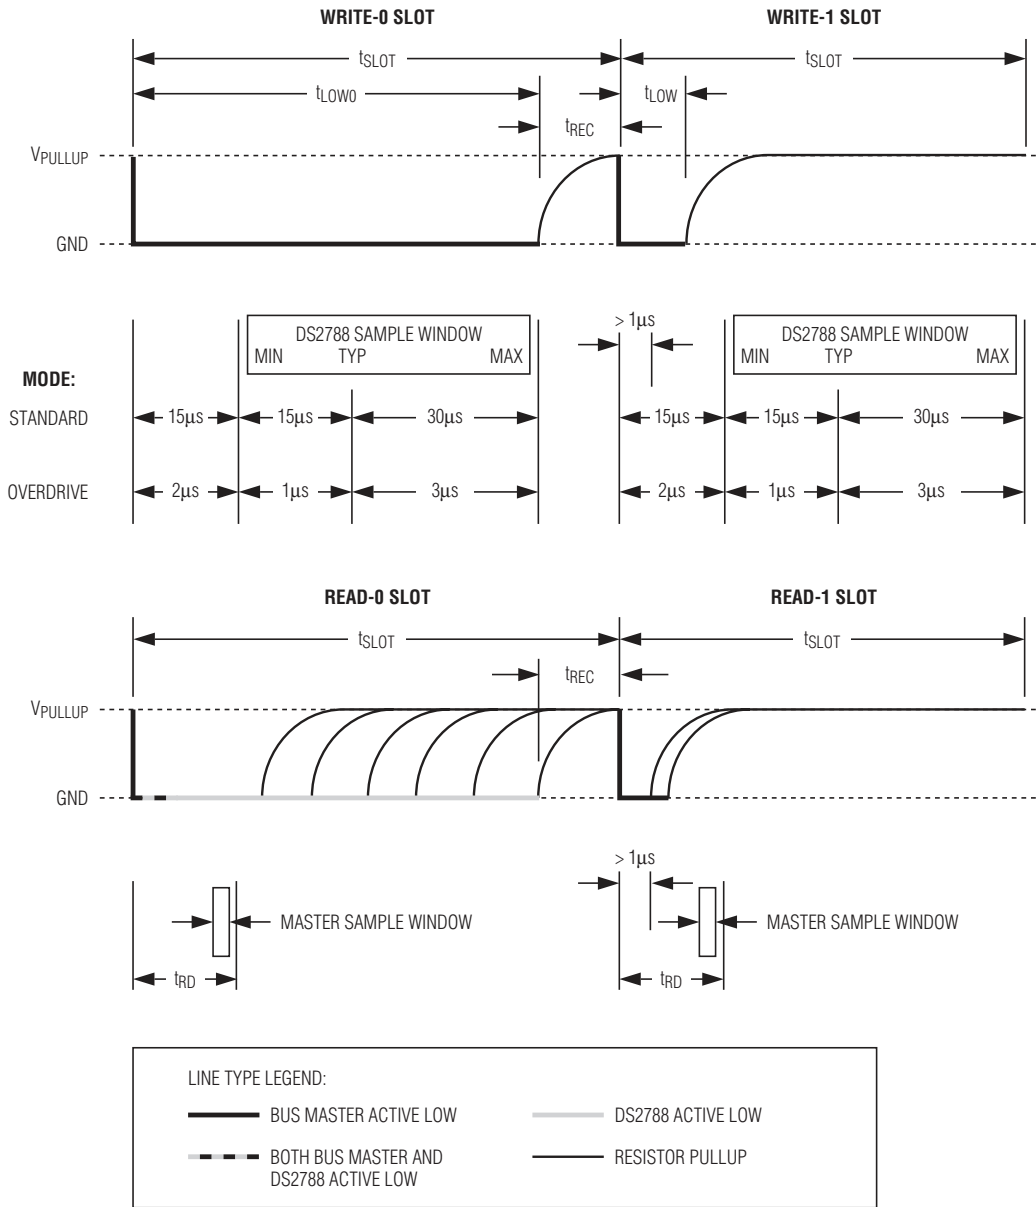 WRITE-0 SLOT WRITE-1 SLOT
tSLOT tSLOT
tLOW0 tLOW
tREC
VPULLUP
GND
> 1µs
DS2788 SAMPLE WINDOW DS2788 SAMPLE WINDOW
MIN TYP MAX MIN TYP MAX
MODE:
STANDARD 15µs 15µs 30µs 15µs 15µs 30µs
OVERDRIVE 2µs 1µs 3µs 2µs 1µs 3µs
READ-0 SLOT READ-1 SLOT
tSLOT tSLOT
tREC
VPULLUP
GND
> 1µs
MASTER SAMPLE WINDOW MASTER SAMPLE WINDOW
tRD tRD
LINE TYPE LEGEND:
BUS MASTER ACTIVE LOW DS2788 ACTIVE LOW
BOTH BUS MASTER AND RESISTOR PULLUP
DS2788 ACTIVE LOW